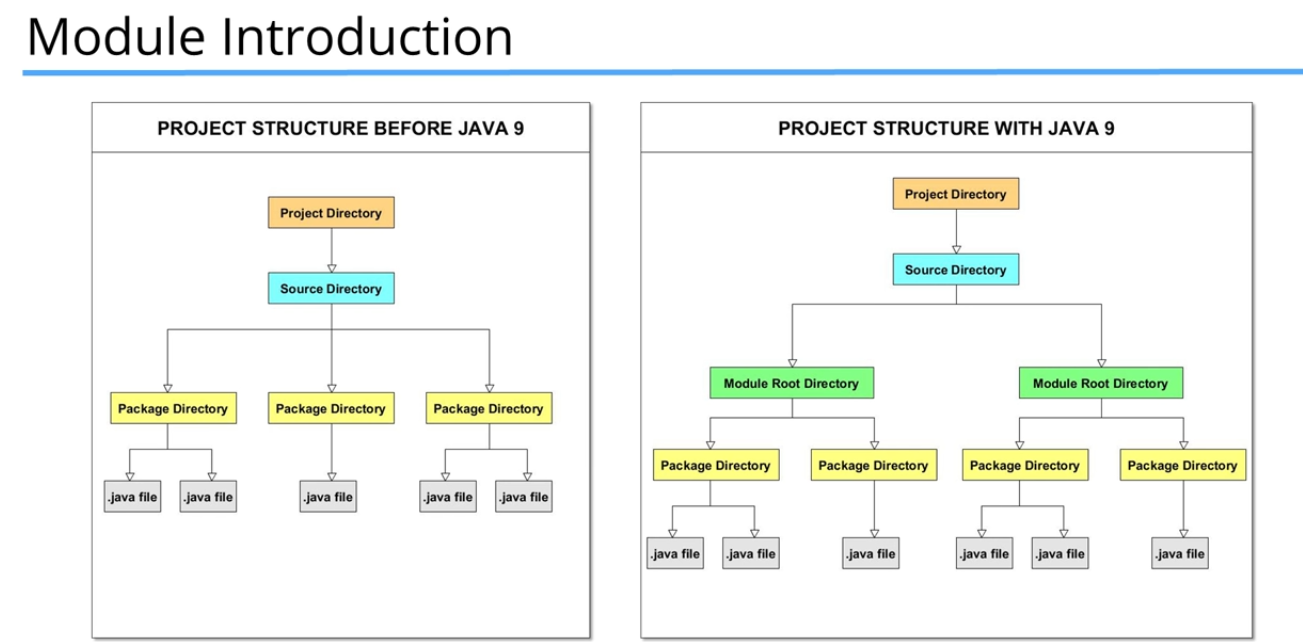 Module Introduction
PROJECT STRUCTURE BEFORE JAVA 9
Project Directory
Source Directory
Package Directory
Package Directory
Package Directory
.java file
.java file
.java file
.java file
.java file
PROJECT STRUCTURE WITH JAVA 9
Project Directory
Source Directory
Module Root Directory
Module Root Directory
Package Directory
Package Directory
Package Directory
Package Directory
.java file
.java file
.java file
.java file
.java file
.java file